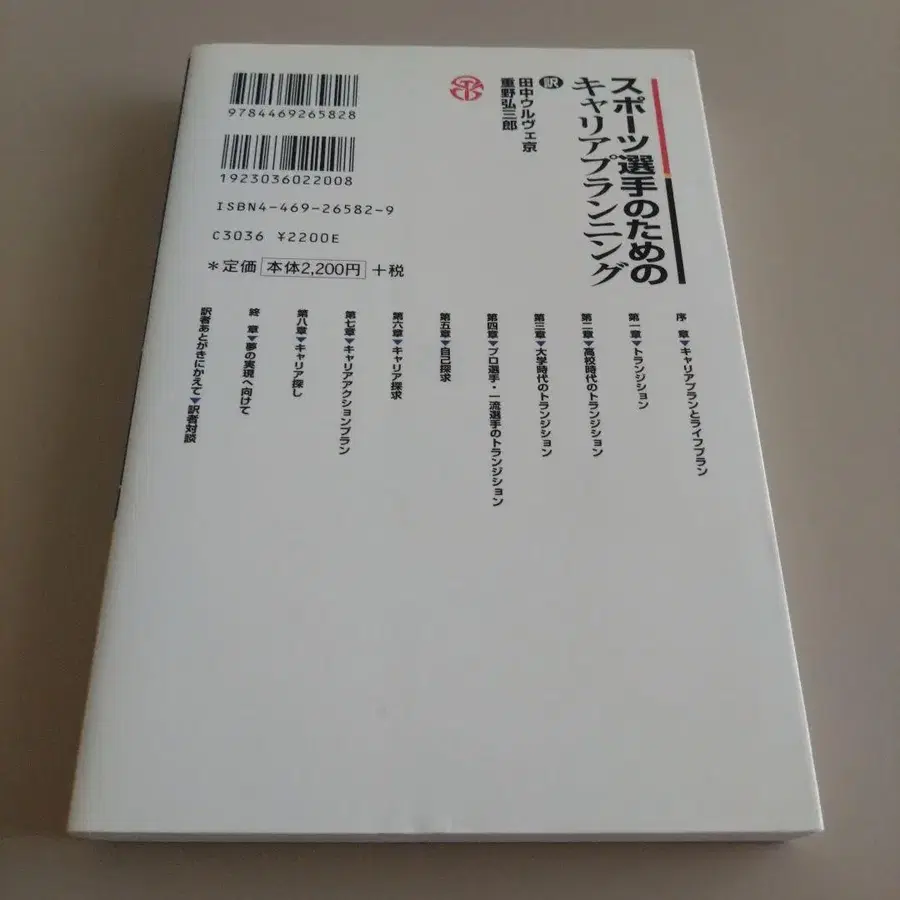 スポーツ選手のための
キャリアプランニング
訳
田中ウルヴェ京
重野弘三郎
9784469265828
1923036022008
ISBN4-469-26582-9
C3036 ¥2200E
＊定価 本体2,200円 +税
序　章▼キャリアプランとライフプラン
第一章▼トランジション
第二章▼高校時代のトランジション
第三章▼大学時代のトランジション
第四章▼プロ選手・一流選手のトランジション
第五章▼自己探求
第六章▼キャリア探求
第七章▼キャリアアクションプラン
第八章▼キャリア探し
終　章▼夢の実現へ向けて
訳者あとがきにかえて▼訳者対談